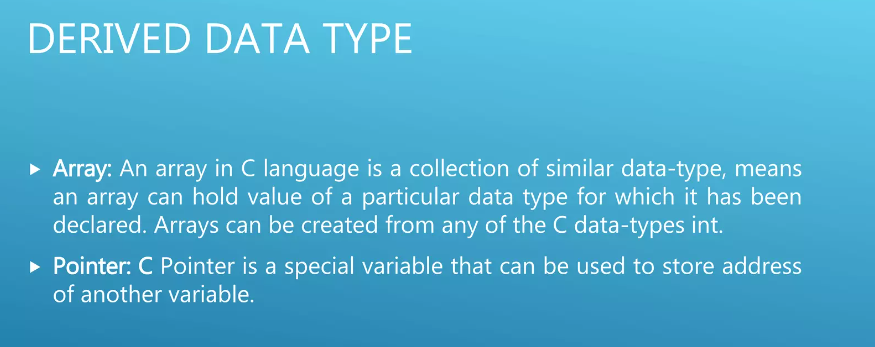 DERIVED DATA TYPE
Array: An array in C language is a collection of similar data-type, means
an array can hold value of a particular data type for which it has been
declared. Arrays can be created from any of the C data-types int.
Pointer: C Pointer is a special variable that can be used to store address
of another variable.